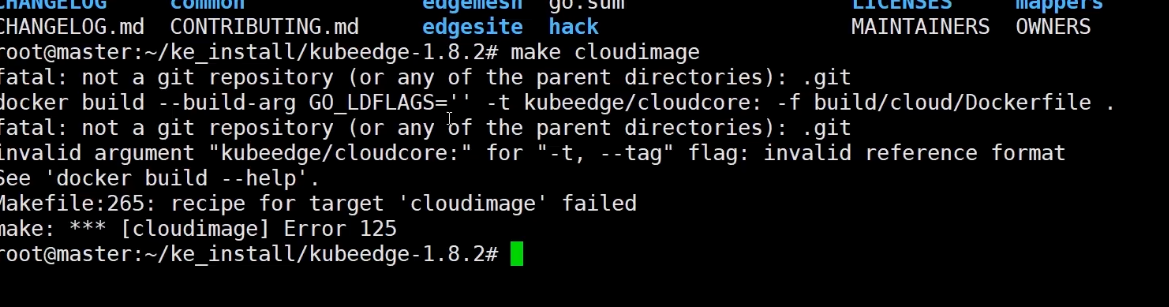 CHANGELOG common edgemesh go.sum LICENSES mappers
CHANGELOG.md CONTRIBUTING.md edgesite hack MAINTAINERS OWNERS
root@master:~/ke_install/kubeedge-1.8.2# make cloudimage
fatal: not a git repository (or any of the parent directories): .git
docker build --build-arg GO_LDFLAGS='' -t kubeedge/cloudcore: -f build/cloud/Dockerfile .
fatal: not a git repository (or any of the parent directories): .git
invalid argument "kubeedge/cloudcore:" for "-t, --tag" flag: invalid reference format
See 'docker build --help'.
Makefile:265: recipe for target 'cloudimage' failed
make: *** [cloudimage] Error 125
root@master:~/ke_install/kubeedge-1.8.2#